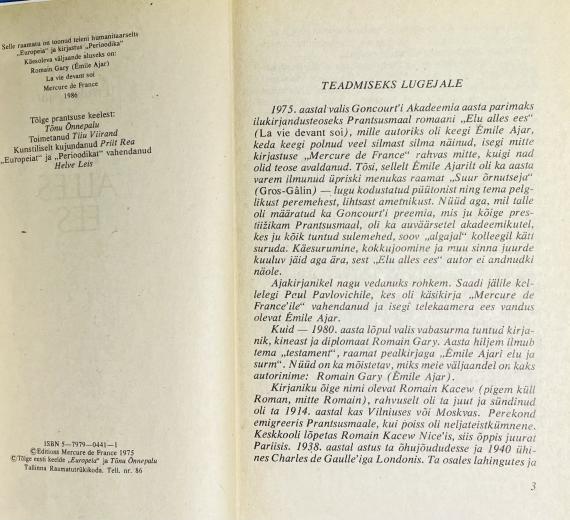 Selle raamatu on toonud teieni humanitaarselts
„Europeia“ ja kirjastus „Perioodika“
Käesoleva väljaande aluseks on:
Romain Gary (Émile Ajar)
La vie devant soi
Mercure de France
1986
Tõlge prantsuse keelest:
Tõnu Õnnepalu
Toimetanud Tiiu Viirand
Kunstiliselt kujundanud Priit Rea
„Europeiat“ ja „Perioodikat“ vahendanud
Helve Leis
ISBN 5—7979—0441—1
©Editions Mercure de France 1975
©Tõlge eesti keelde „Europeia“ ja Tõnu Õnnepalu
Tallinna Raamatutrükikoda. Tell. nr. 86
TEADMISEKS LUGEJALE
1975. aastal valis Goncourt'i Akadeemia aasta parimaks
ilukirjandusteoseks Prantsusmaal romaani „Elu alles ees“
(La vie devant soi), mille autoriks oli keegi Émile Ajar,
keda keegi polnud veel silmast silma näinud, isegi mitte
kirjastuse „Mercure de France“ rahvas mitte, kuigi nad
olid teose avaldanud. Tõsi, sellelt Émile Ajarilt oli ka aasta
varem ilmunud üpriski menukas raamat „Suur õrnutseja“
(Gros-Gâlin) — lugu kodustatud püütonist ning tema pelg-
likust peremehest, lihtsast ametnikust. Nüüd aga, mil talle
oli määratud ka Goncourt'i preemia, mis ju kõige pres-
tiižikam Prantsusmaal, oli ka auväärsetel akadeemikutel,
kes ju kõik tuntud sulemehed, soov „algajal“ kolleegil kätt
suruda. Käesurumine, kokkujoomine ja muu sinna juurde
kuuluv jäid aga ära, sest „Elu alles ees“ autor ei andnudki
näole.
Ajakirjanikel nagu vedanuks rohkem. Saadi jälile kel-
lelegi Paul Pavlovichile, kes oli käsikirja „Mercure de
France'ile“ vahendanud ja isegi telekaamera ees vandus
olevat Émile Ajar.
Kuid — 1980. aasta lõpul valis vabasurma tuntud kirja-
nik, kineast ja diplomaat Romain Gary. Aasta hiljem ilmub
tema „testament“, raamat pealkirjaga „Émile Ajari elu ja
surm“. Nüüd on ka mõistetav, miks meie väljaandel on kaks
autorinime: Romain Gary (Émile Ajar).
Kirjaniku õige nimi olevat Romain Kacew (pigem küll
Roman, mitte Romain), rahvuselt oli ta juut ja sündinud
oli ta 1914. aastal kas Vilniuses või Moskvas. Perekond
emigreeris Prantsusmaale, kui poiss oli neljateistkümnene.
Keskkooli lõpetas Romain Kacew Nice'is, siis õppis juurat
Pariisis. 1938. aastal astus ta õhujõududesse ja 1940 ühi-
nes Charles de Gaulle'iga Londonis. Ta osales lahingutes ja
3